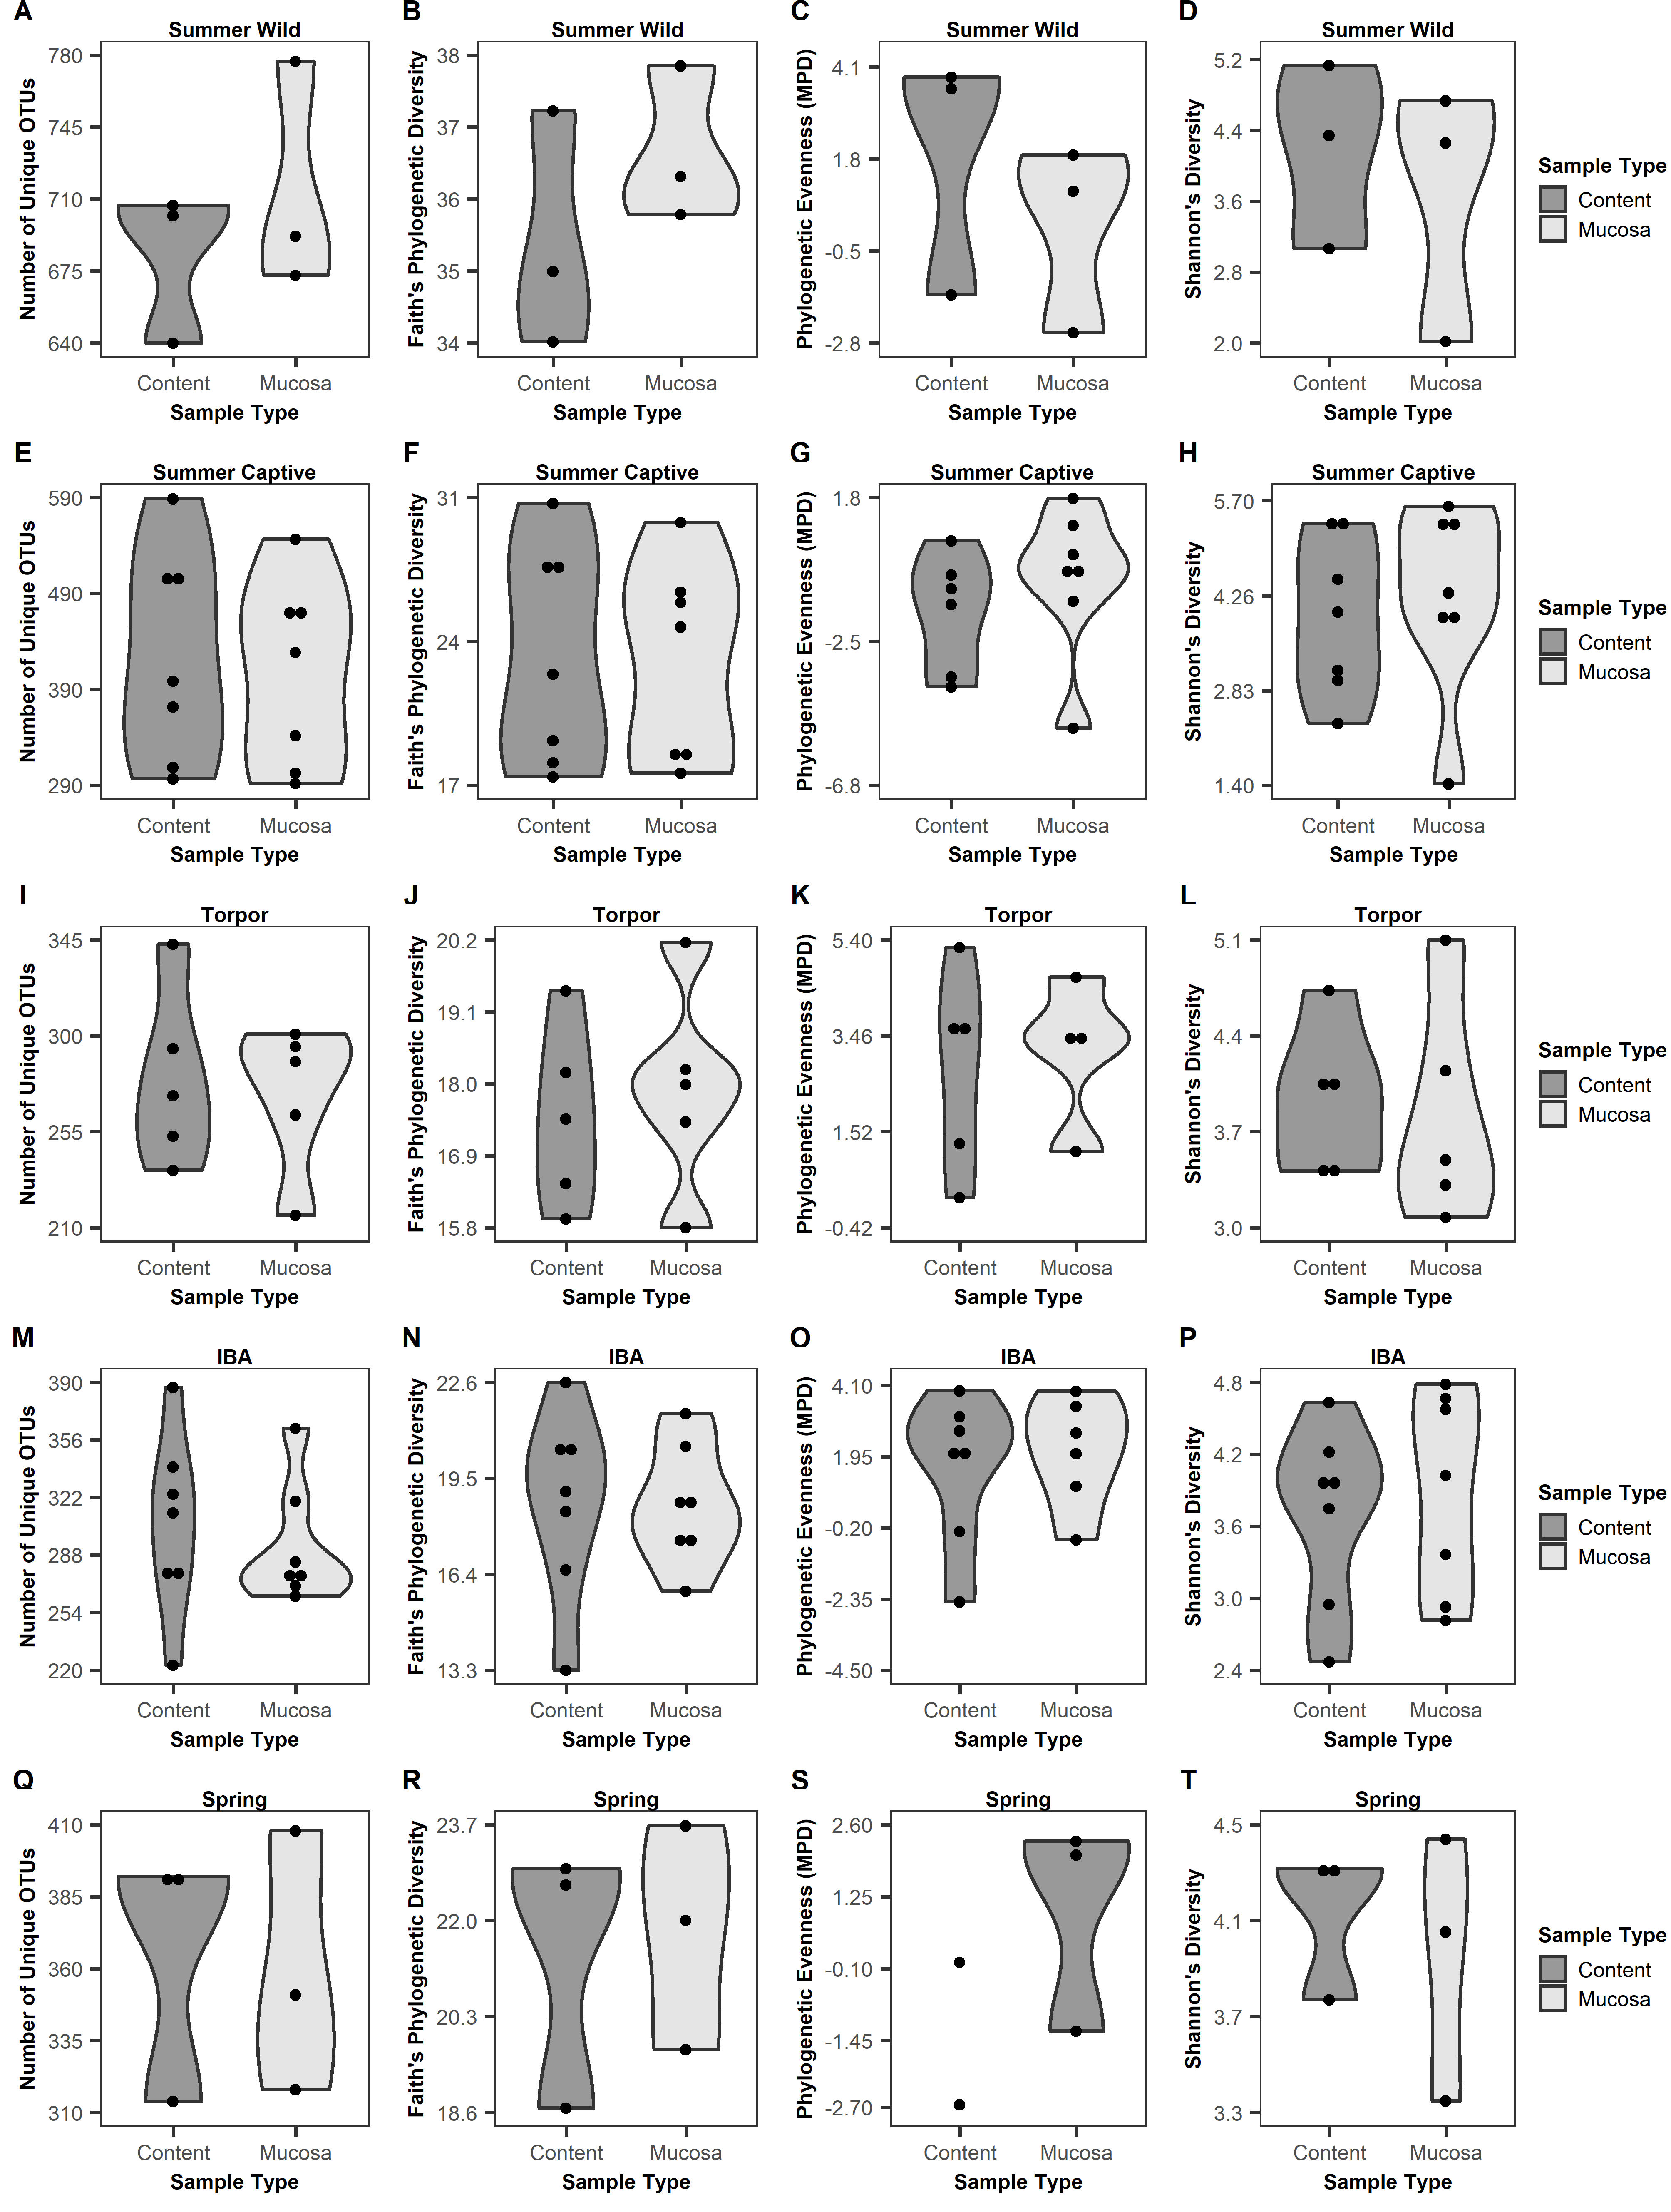 A B C D
Summer Wild Summer Wild Summer Wild Summer Wild
Number of Unique OTUs
780
745
710
675
640
Content Mucosa
Sample Type
Faith's Phylogenetic Diversity
38
37
36
35
34
Content Mucosa
Sample Type
Phylogenetic Evenness (MPD)
4.1
1.8
-0.5
-2.8
Content Mucosa
Sample Type
Shannon's Diversity
5.2
4.4
3.6
2.8
2.0
Content Mucosa
Sample Type
Sample Type
Content
Mucosa
E F G H
Summer Captive Summer Captive Summer Captive Summer Captive
Number of Unique OTUs
590
490
390
290
Content Mucosa
Sample Type
Faith's Phylogenetic Diversity
31
24
17
Content Mucosa
Sample Type
Phylogenetic Evenness (MPD)
1.8
-2.5
-6.8
Content Mucosa
Sample Type
Shannon's Diversity
5.70
4.26
2.83
1.40
Content Mucosa
Sample Type
Sample Type
Content
Mucosa
I J K L
Torpor Torpor Torpor Torpor
Number of Unique OTUs
345
300
255
210
Content Mucosa
Sample Type
Faith's Phylogenetic Diversity
20.2
19.1
18.0
16.9
15.8
Content Mucosa
Sample Type
Phylogenetic Evenness (MPD)
5.40
3.46
1.52
-0.42
Content Mucosa
Sample Type
Shannon's Diversity
5.1
4.4
3.7
3.0
Content Mucosa
Sample Type
Sample Type
Content
Mucosa
M N O P
IBA IBA IBA IBA
Number of Unique OTUs
390
356
322
288
254
220
Content Mucosa
Sample Type
Faith's Phylogenetic Diversity
22.6
19.5
16.4
13.3
Content Mucosa
Sample Type
Phylogenetic Evenness (MPD)
4.10
1.95
-0.20
-2.35
-4.50
Content Mucosa
Sample Type
Shannon's Diversity
4.8
4.2
3.6
3.0
2.4
Content Mucosa
Sample Type
Sample Type
Content
Mucosa
Q R S T
Spring Spring Spring Spring
Number of Unique OTUs
410
385
360
335
310
Content Mucosa
Sample Type
Faith's Phylogenetic Diversity
23.7
22.0
20.3
18.6
Content Mucosa
Sample Type
Phylogenetic Evenness (MPD)
2.60
1.25
-0.10
-1.45
-2.70
Content Mucosa
Sample Type
Shannon's Diversity
4.5
4.1
3.7
3.3
Content Mucosa
Sample Type
Sample Type
Content
Mucosa